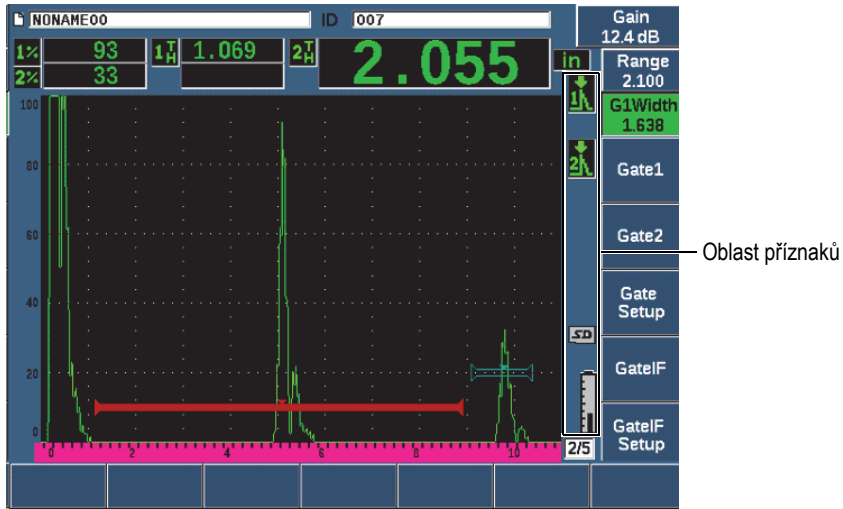 NONAME00 ID 007
Gain
12.4 dB
1% 93 1 T H 1.069 2 T H 2.055 in
2% 33
Range
2.100
G1Width
1.638
Gate1
Gate2
Gate
Setup
GateIF
GateIF
Setup
1
2
SD
2/5
100
80
60
40
20
0
0 2 4 6 8 10
Oblast příznaků